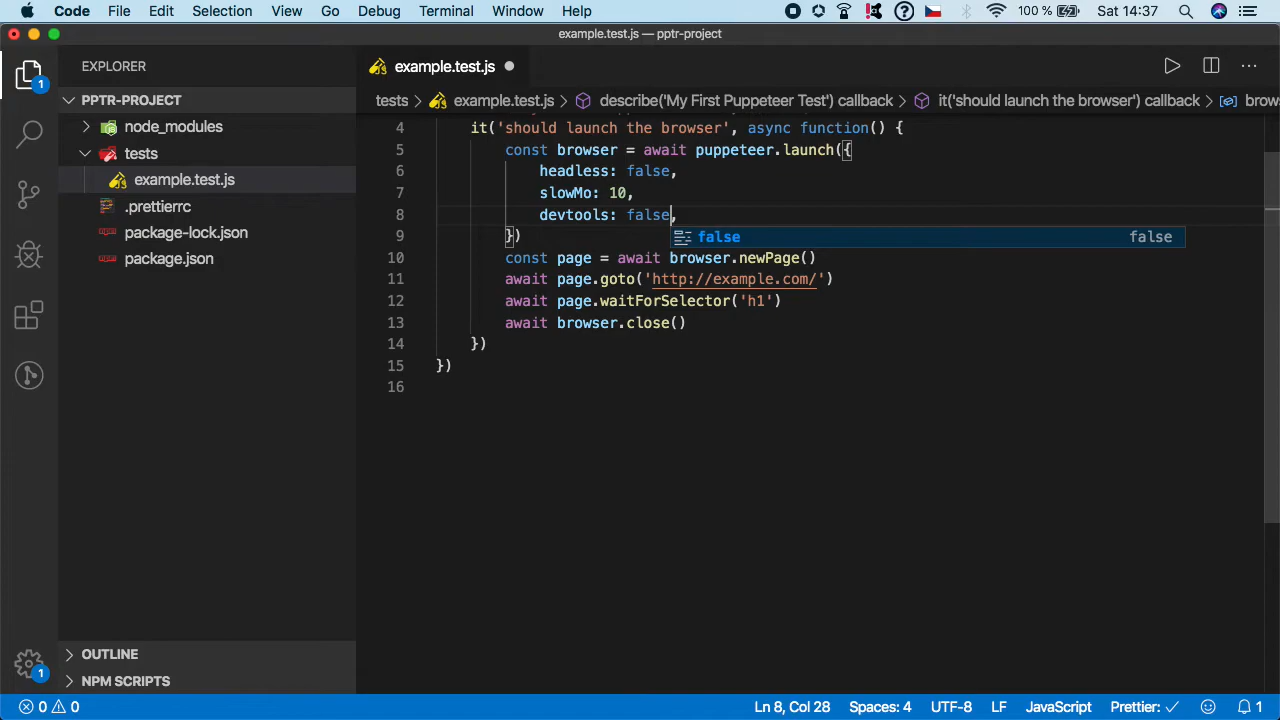 Code File Edit Selection View Go Debug Terminal Window Help 100 % Sat 14:37
example.test.js — pptr-project
EXPLORER
example.test.js
PPTR-PROJECT
tests example.test.js describe('My First Puppeteer Test') callback it('should launch the browser') callback brows
node_modules
tests
example.test.js
.prettierrc
package-lock.json
package.json
4 it('should launch the browser', async function() {
5 const browser = await puppeteer.launch({
6 headless: false,
7 slowMo: 10,
8 devtools: false,
9 })
false false
10 const page = await browser.newPage()
11 await page.goto('http://example.com/')
12 await page.waitForSelector('h1')
13 await browser.close()
14 })
15 })
16
1
OUTLINE
NPM SCRIPTS
1
0 0 Ln 8, Col 28 Spaces: 4 UTF-8 LF JavaScript Prettier: ✓ 1